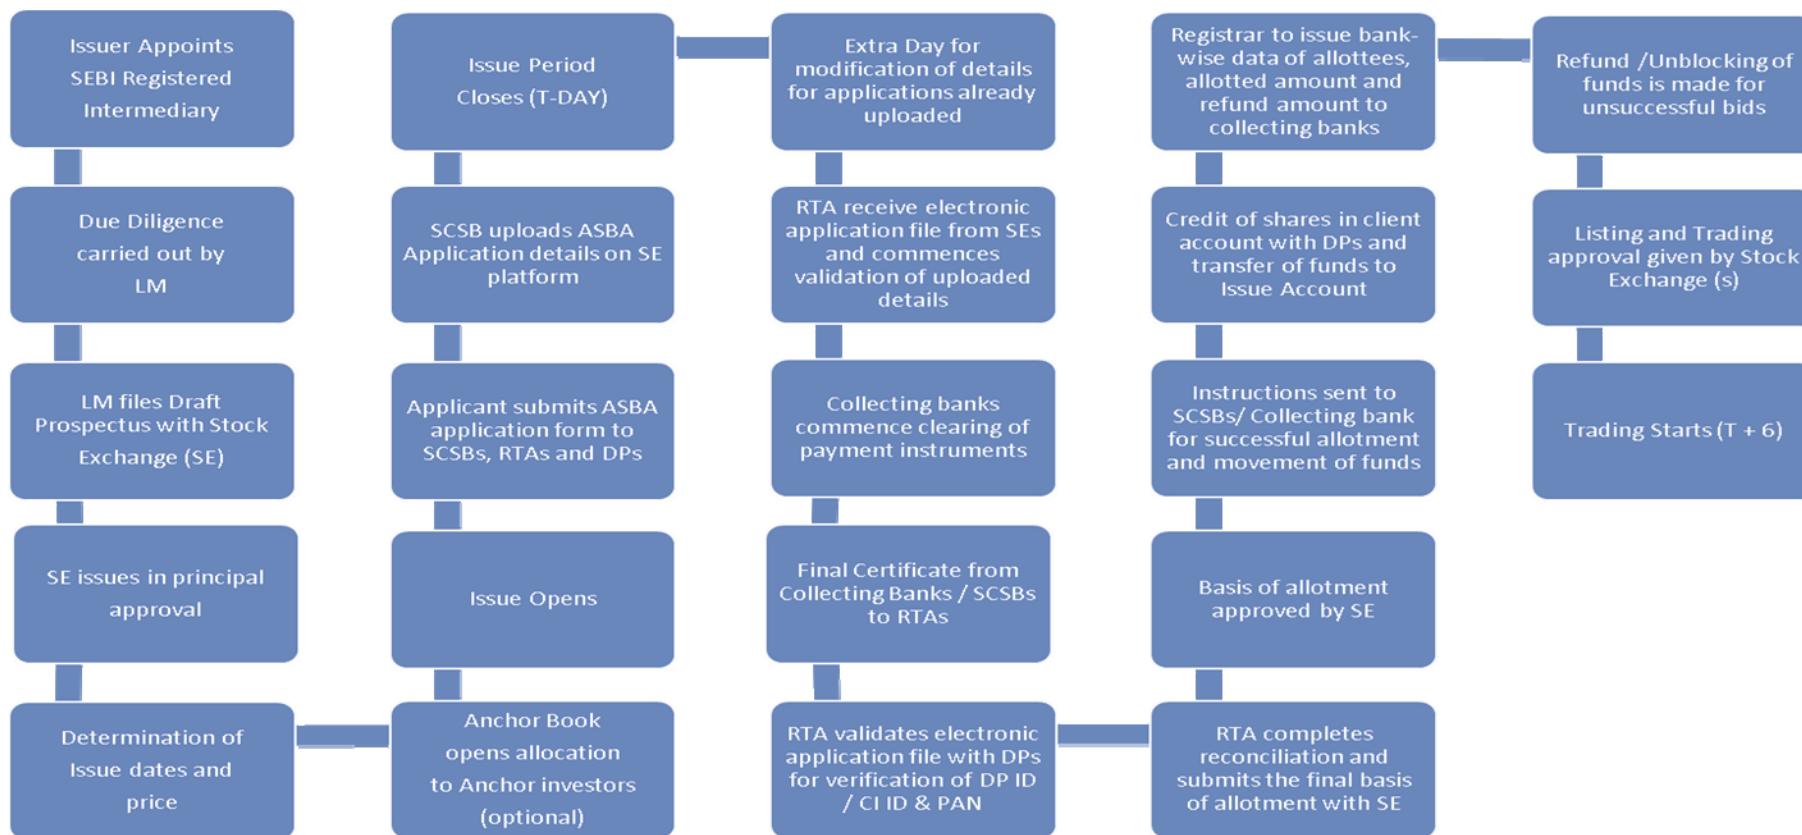 Issuer Appoints
SEBI Registered
Intermediary
Due Diligence
carried out by
LM
LM files Draft
Prospectus with Stock
Exchange (SE)
SE issues in principal
approval
Determination of
Issue dates and
price
Anchor Book
opens allocation
to Anchor investors
(optional)
Issue Opens
Applicant submits ASBA
application form to
SCSBs, RTAs and DPs
SCSB uploads ASBA
Application details on SE
platform
Issue Period
Closes (T-DAY)
Extra Day for
modification of details
for applications already
uploaded
RTA receive electronic
application file from SEs
and commences
validation of uploaded
details
Collecting banks
commence clearing of
payment instruments
Final Certificate from
Collecting Banks / SCSBs
to RTAs
RTA validates electronic
application file with DPs
for verification of DP ID
/ CI ID & PAN
RTA completes
reconciliation and
submits the final basis
of allotment with SE
Basis of allotment
approved by SE
Instructions sent to
SCSBs/ Collecting bank
for successful allotment
and movement of funds
Credit of shares in client
account with DPs and
transfer of funds to
Issue Account
Registrar to issue bank-
wise data of allottees,
allotted amount and
refund amount to
collecting banks
Refund /Unblocking of
funds is made for
unsuccessful bids
Listing and Trading
approval given by Stock
Exchange (s)
Trading Starts (T + 6)